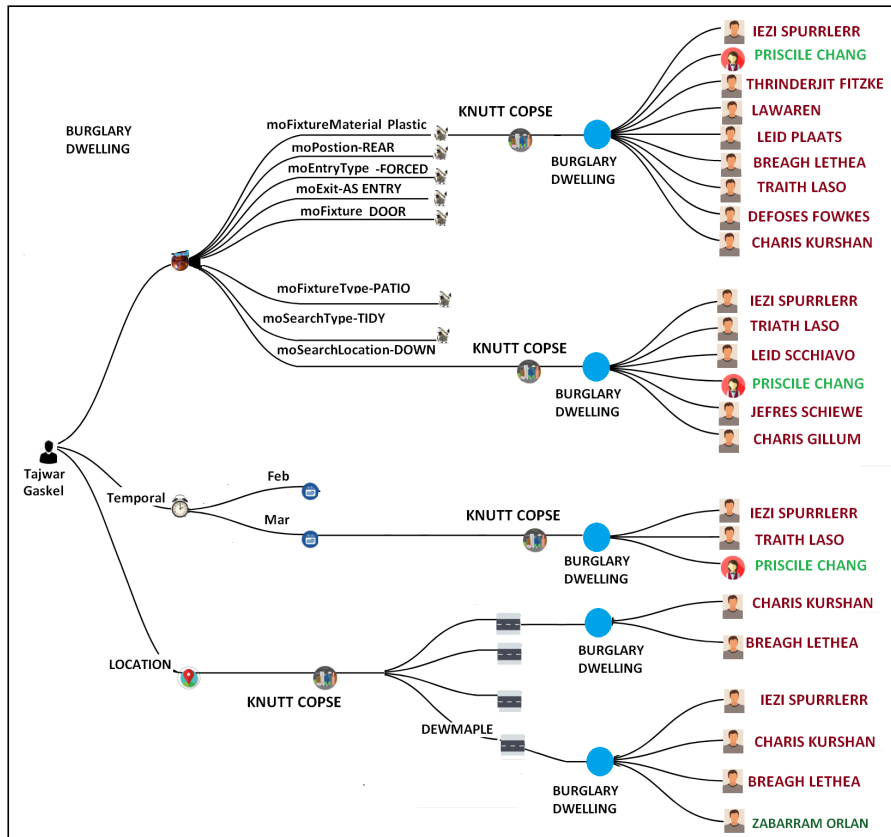 BURGLARY
DWELLING
moFixtureMaterial Plastic
moPostion-REAR
moEntryType -FORCED
moExit-AS ENTRY
moFixture DOOR
KNUTT COPSE
BURGLARY
DWELLING
IEZI SPURRLERR
PRISCILE CHANG
THRINDERJIT FITZKE
LAWAREN
LEID PLAATS
BREAGH LETHEA
TRAITH LASO
DEFOSES FOWKES
CHARIS KURSHAN
moFixtureType-PATIO
moSearchType-TIDY
moSearchLocation-DOWN
KNUTT COPSE
BURGLARY
DWELLING
IEZI SPURRLERR
TRIATH LASO
LEID SCCHIAVO
PRISCILE CHANG
JEFRES SCHIEWE
CHARIS GILLUM
Tajwar
Gaskel
Temporal
Feb
Mar
KNUTT COPSE
BURGLARY
DWELLING
IEZI SPURRLERR
TRAITH LASO
PRISCILE CHANG
LOCATION
KNUTT COPSE
BURGLARY
DWELLING
CHARIS KURSHAN
BREAGH LETHEA
DEWMAPLE
BURGLARY
DWELLING
IEZI SPURRLERR
CHARIS KURSHAN
BREAGH LETHEA
ZABARRAM ORLAN